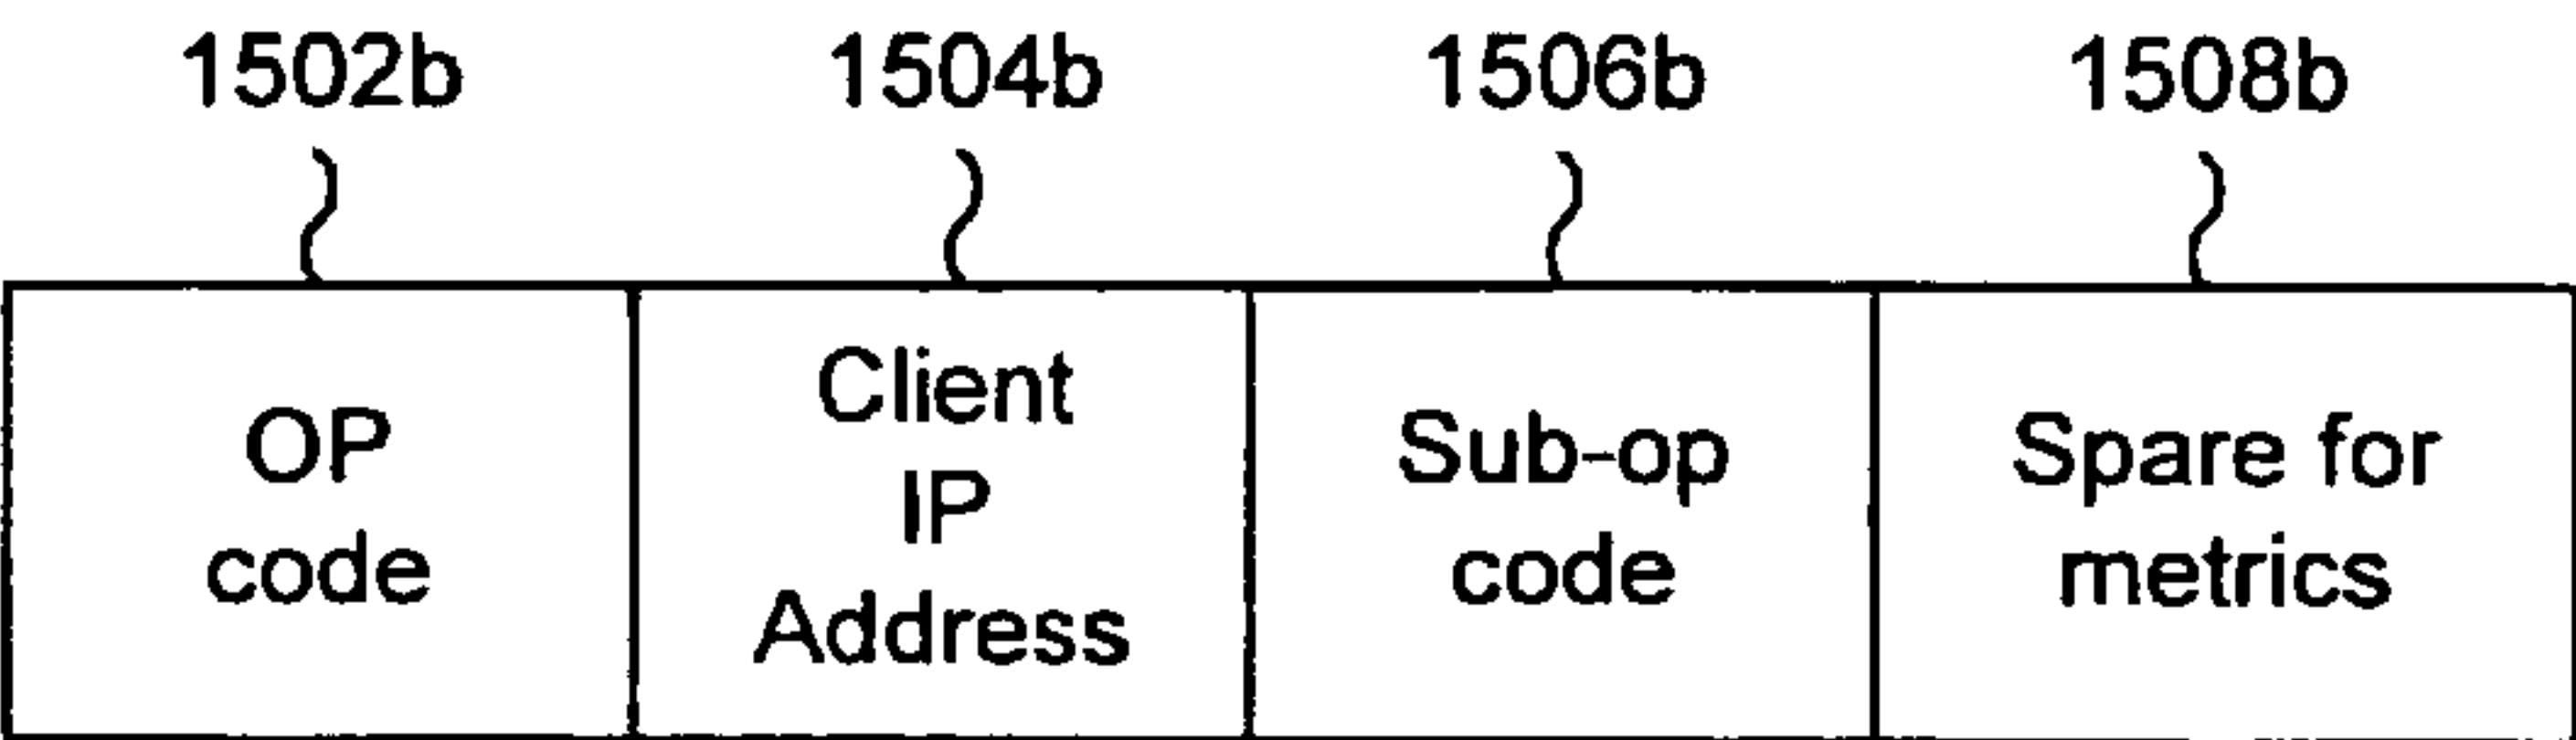 1502b 1504b 1506b 1508b
OP
code
Client
IP
Address
Sub-op
code
Spare for
metrics